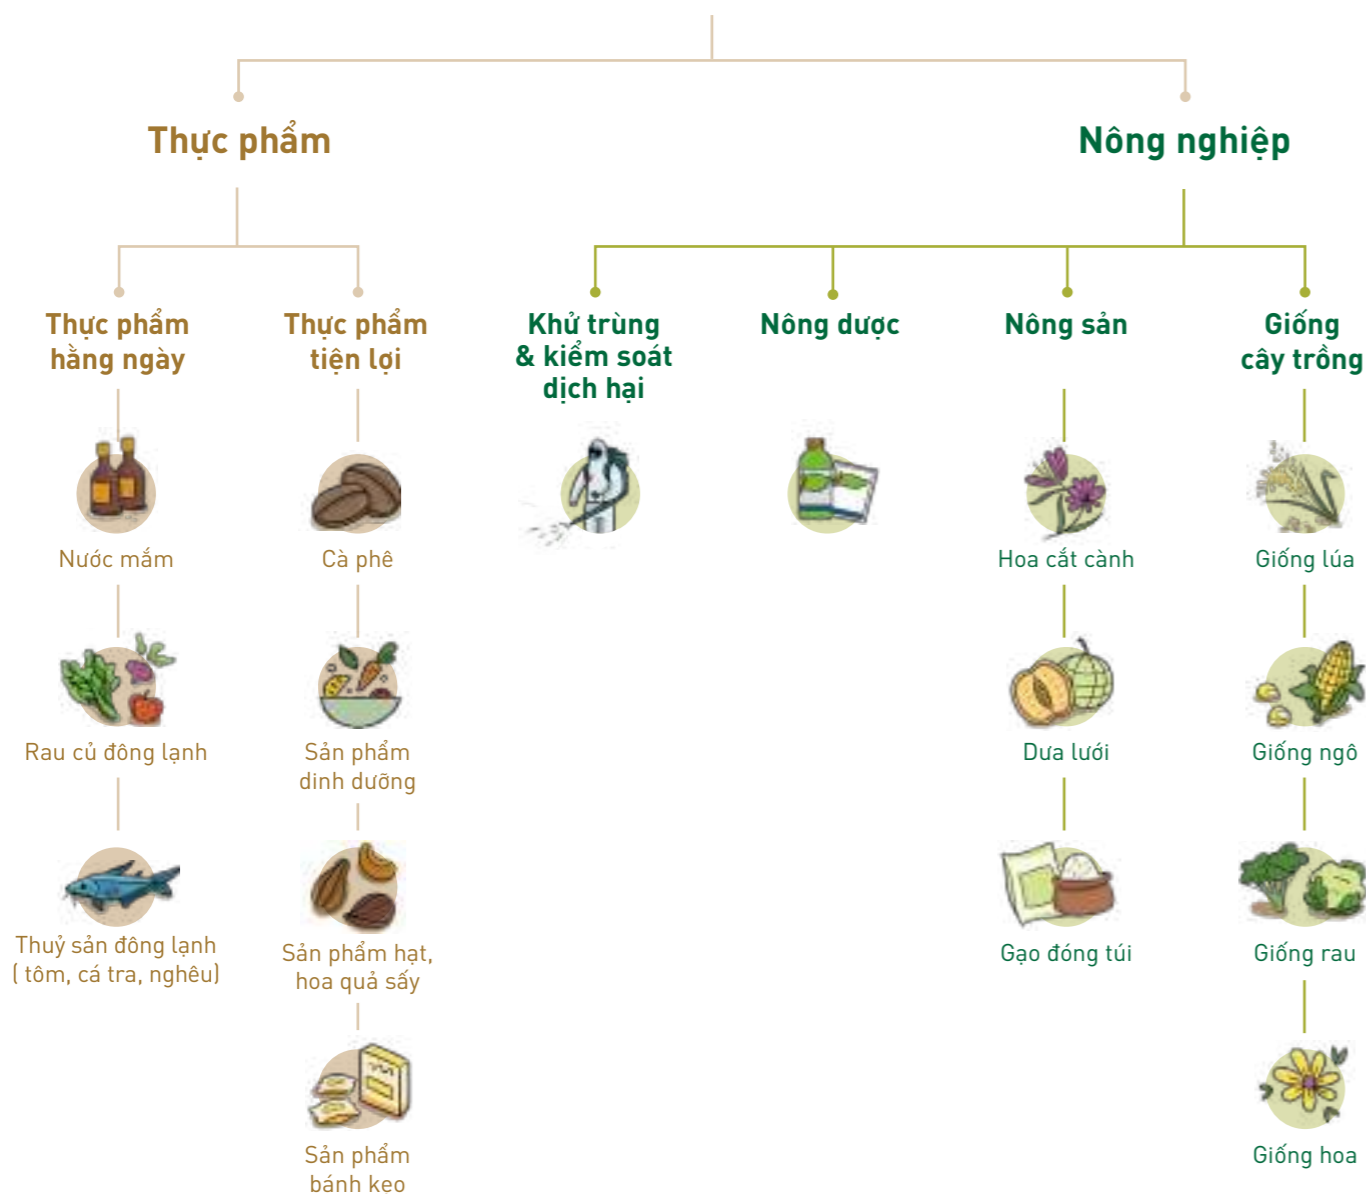 Thực phẩm
Nông nghiệp
Thực phẩm
hằng ngày
Thực phẩm
tiện lợi
Khử trùng
& kiểm soát
dịch hại
Nông dược
Nông sản
Giống
cây trồng
Nước mắm
Cà phê
Hoa cắt cành
Giống lúa
Rau củ đông lạnh
Sản phẩm
dinh dưỡng
Dưa lưới
Giống ngô
Thuỷ sản đông lạnh
( tôm, cá tra, nghêu)
Sản phẩm hạt,
hoa quả sấy
Gạo đóng túi
Giống rau
Sản phẩm
bánh kẹo
Giống hoa